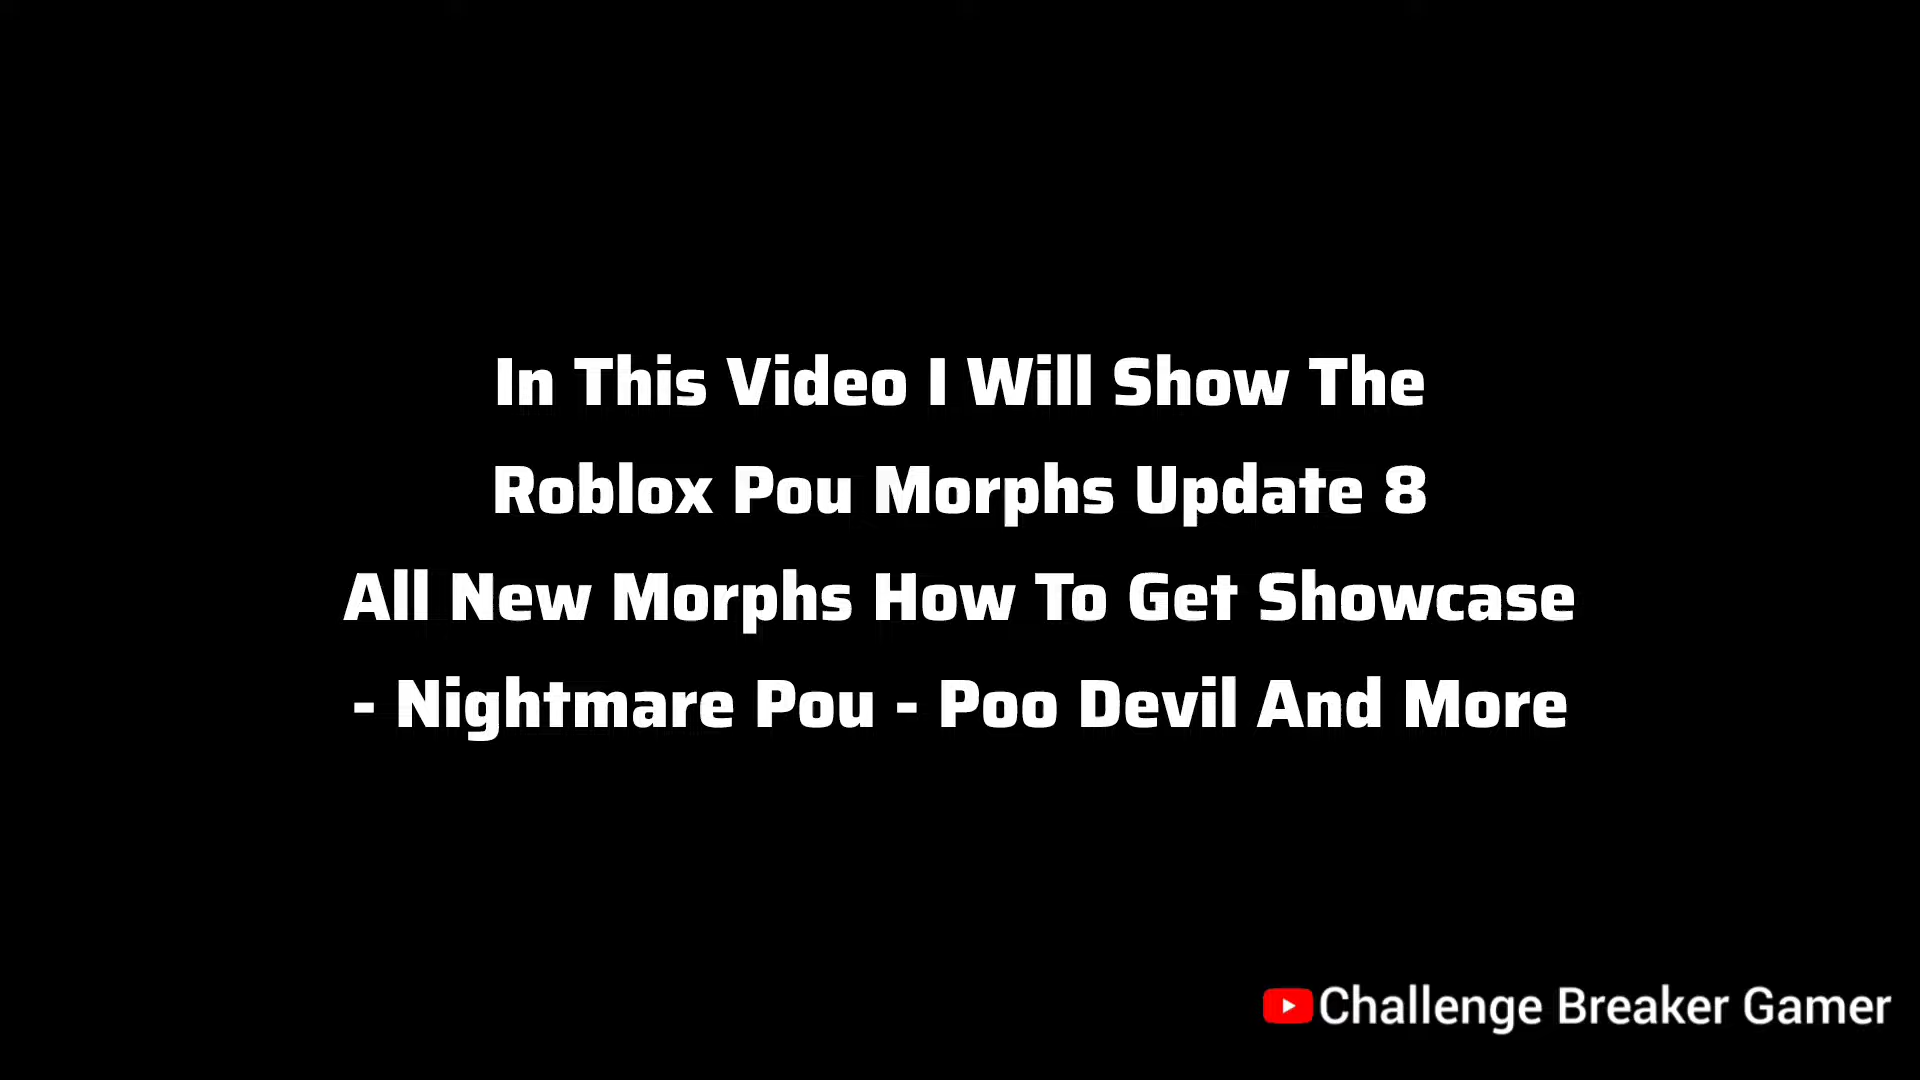 In This Video I Will Show The
Roblox Pou Morphs Update 8
All New Morphs How To Get Showcase
- Nightmare Pou - Poo Devil And More
Challenge Breaker Gamer